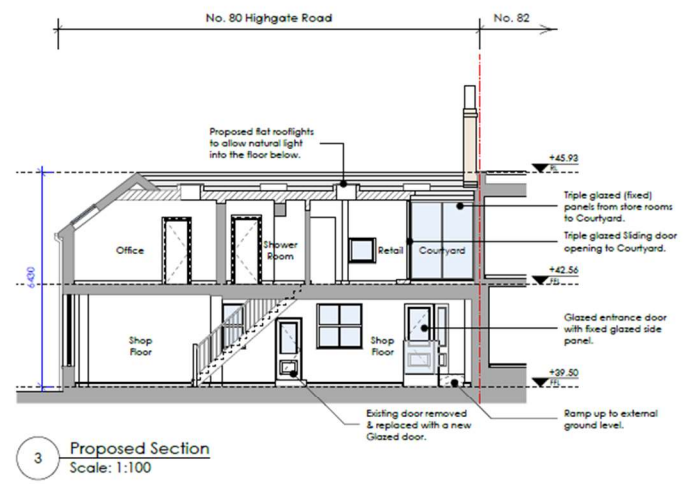 No. 80 Highgate Road
No. 82
Proposed flat rooflights
to allow natural light
into the floor below.
+45.93
FFL
Triple glazed (fixed)
panels from store rooms
to Courtyard.
Triple glazed Sliding door
opening to Courtyard.
Office
Shower
Room
Retail
Courtyard
+42.56
FFL
6430
Glazed entrance door
with fixed glazed side
panel.
Shop
Floor
Shop
Floor
+39.50
FFL
Existing door removed
& replaced with a new
Glazed door.
Ramp up to external
ground level.
3
Proposed Section
Scale: 1:100